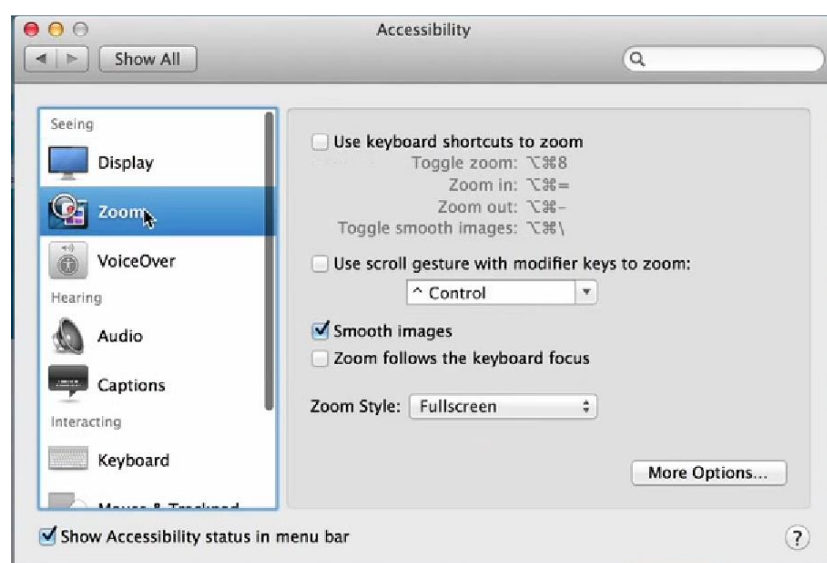 Accessibility
Show All
Seeing
Display
Zoom
VoiceOver
Hearing
Audio
Captions
Interacting
Keyboard
Mouse & Trackpad
Use keyboard shortcuts to zoom
Toggle zoom: ⌥⌘8
Zoom in: ⌥⌘=
Zoom out: ⌥⌘-
Toggle smooth images: ⌥⌘\
Use scroll gesture with modifier keys to zoom:
^ Control
Smooth images
Zoom follows the keyboard focus
Zoom Style: Fullscreen
More Options...
Show Accessibility status in menu bar
?